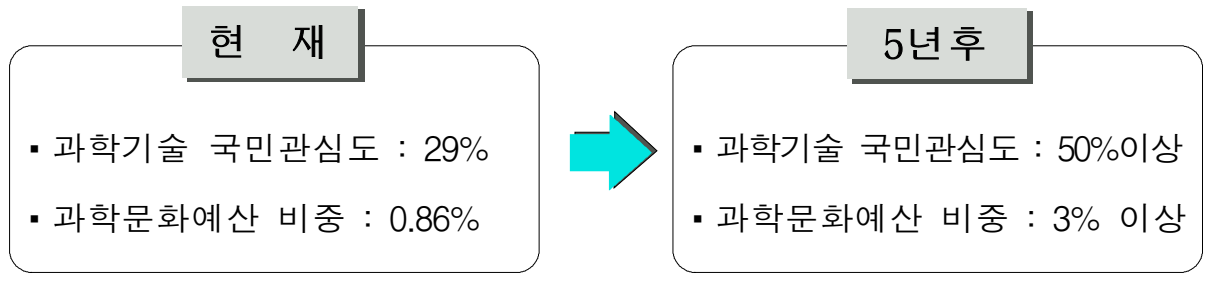 현 재
▪ 과학기술 국민관심도 : 29%
▪ 과학문화예산 비중 : 0.86%
5년후
▪ 과학기술 국민관심도 : 50%이상
▪ 과학문화예산 비중 : 3% 이상